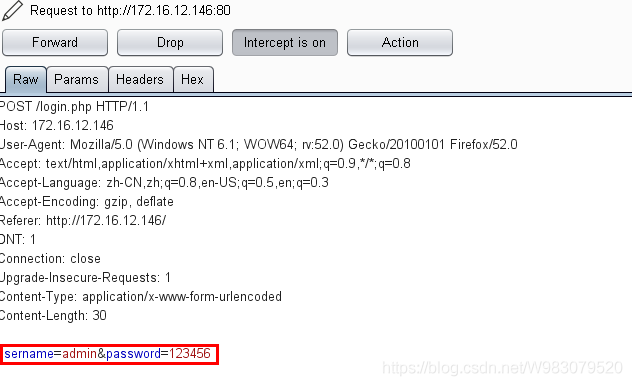 Request to http://172.16.12.146:80
Forward Drop Intercept is on Action
Raw Params Headers Hex
POST /login.php HTTP/1.1
Host: 172.16.12.146
User-Agent: Mozilla/5.0 (Windows NT 6.1; WOW64; rv:52.0) Gecko/20100101 Firefox/52.0
Accept: text/html,application/xhtml+xml,application/xml;q=0.9,*/*;q=0.8
Accept-Language: zh-CN,zh;q=0.8,en-US;q=0.5,en;q=0.3
Accept-Encoding: gzip, deflate
Referer: http://172.16.12.146/
DNT: 1
Connection: close
Upgrade-Insecure-Requests: 1
Content-Type: application/x-www-form-urlencoded
Content-Length: 30
sername=admin&password=123456
https://blog.csdn.net/W983079520